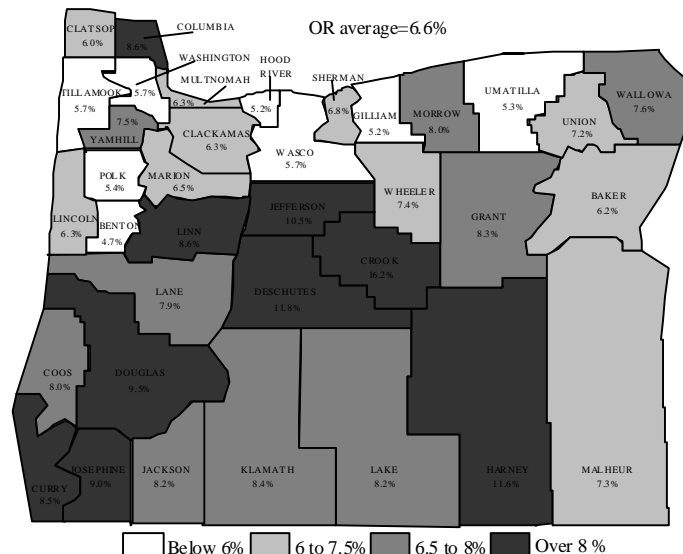 CLATSOP
6.0%
COLUMBIA
8.6%
OR average=6.6%
WASHINGTON
5.7%
MULTNOMAH
6.3%
HOOD
RIVER
5.2%
SHERMAN
6.8%
TILLAMOOK
5.7%
GILLIAM
5.2%
MORROW
8.0%
UMATILLA
5.3%
UNION
7.2%
WALLOWA
7.6%
7.5%
YAMHILL
CLACKAMAS
6.3%
WASCO
5.7%
POLK
5.4%
MARION
6.5%
WHEELER
7.4%
BAKER
6.2%
LINCOLN
6.3%
BENTON
4.7%
LINN
8.6%
JEFFERSON
10.5%
GRANT
8.3%
CROOK
16.2%
LANE
7.9%
DESCHUTES
11.8%
COOS
8.0%
DOUGLAS
9.5%
CURRY
8.5%
JOSEPHINE
9.0%
JACKSON
8.2%
KLAMATH
8.4%
LAKE
8.2%
HARNEY
11.6%
MALHEUR
7.3%
Below 6%
6 to 7.5%
6.5 to 8%
Over 8 %